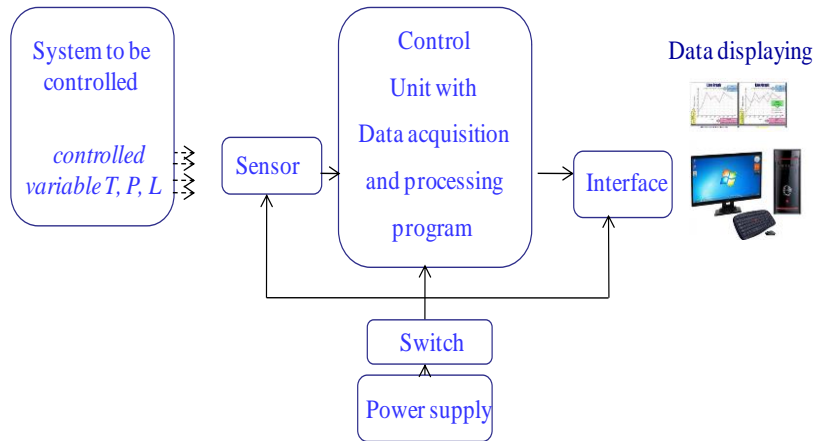 System to be
controlled
controlled
variable T, P, L
Sensor
Control
Unit with
Data acquisition
and processing
program
Interface
Data displaying
Switch
Power supply